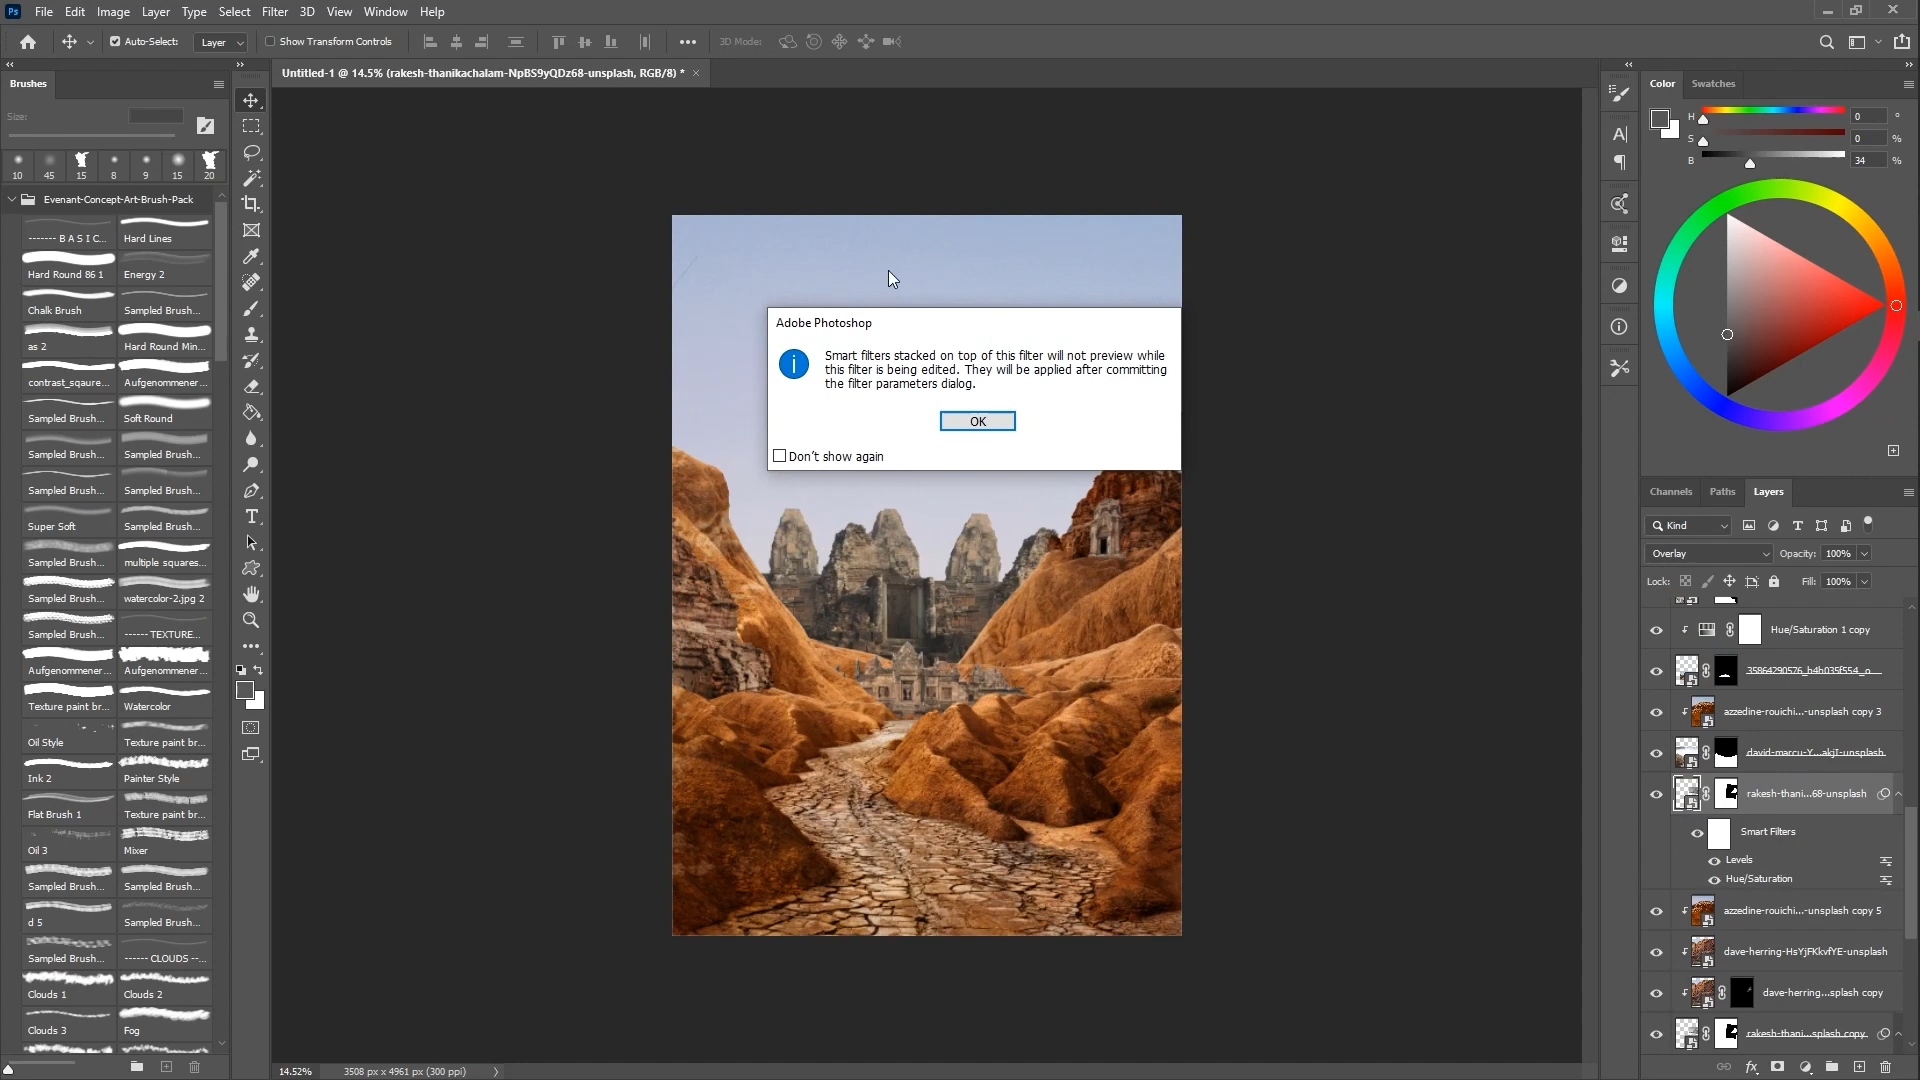 Ps File Edit Image Layer Type Select Filter 3D View Window Help
Auto-Select: Layer Show Transform Controls 3D Mode:
Untitled-1 @ 14.5% (rakesh-thanikachalam-NpBS9yQDz68-unsplash, RGB/8) *
Brushes
Size:
10 45 15 8 9 15 20
Evenant-Concept-Art-Brush-Pack
------- B A S I C... Hard Lines
Hard Round 86 1 Energy 2
Chalk Brush Sampled Brush...
as 2 Hard Round Min...
contrast_sqaure... Aufgenommener...
Sampled Brush... Soft Round
Sampled Brush... Sampled Brush...
Sampled Brush... Sampled Brush...
Super Soft Sampled Brush...
Sampled Brush... multiple squares...
Sampled Brush... watercolor-2.jpg 2
Sampled Brush... ------ TEXTURE...
Aufgenommener... Aufgenommener...
Texture paint br... Watercolor
Oil Style Texture paint br...
Ink 2 Painter Style
Flat Brush 1 Texture paint br...
Oil 3 Mixer
Sampled Brush... Sampled Brush...
d 5 Sampled Brush...
Sampled Brush... ------ CLOUDS --...
Clouds 1 Clouds 2
Clouds 3 Fog
Adobe Photoshop
Smart filters stacked on top of this filter will not preview while
this filter is being edited. They will be applied after committing
the filter parameters dialog.
OK
Don't show again
14.52% 3508 px x 4961 px (300 ppi)
Color Swatches
H 0 °
S 0 %
B 34 %
Channels Paths Layers
Kind
Overlay Opacity: 100%
Lock: Fill: 100%
Hue/Saturation 1 copy
35864290576_b4b035f554_o...
azzedine-rouichi...-unsplash copy 3
david-marcu-Y...akjI-unsplash
rakesh-thani...68-unsplash
Smart Filters
Levels
Hue/Saturation
azzedine-rouichi...-unsplash copy 5
dave-herring-HsYjFKkvfYE-unsplash
dave-herring...splash copy
rakesh-thani...splash copy
fx